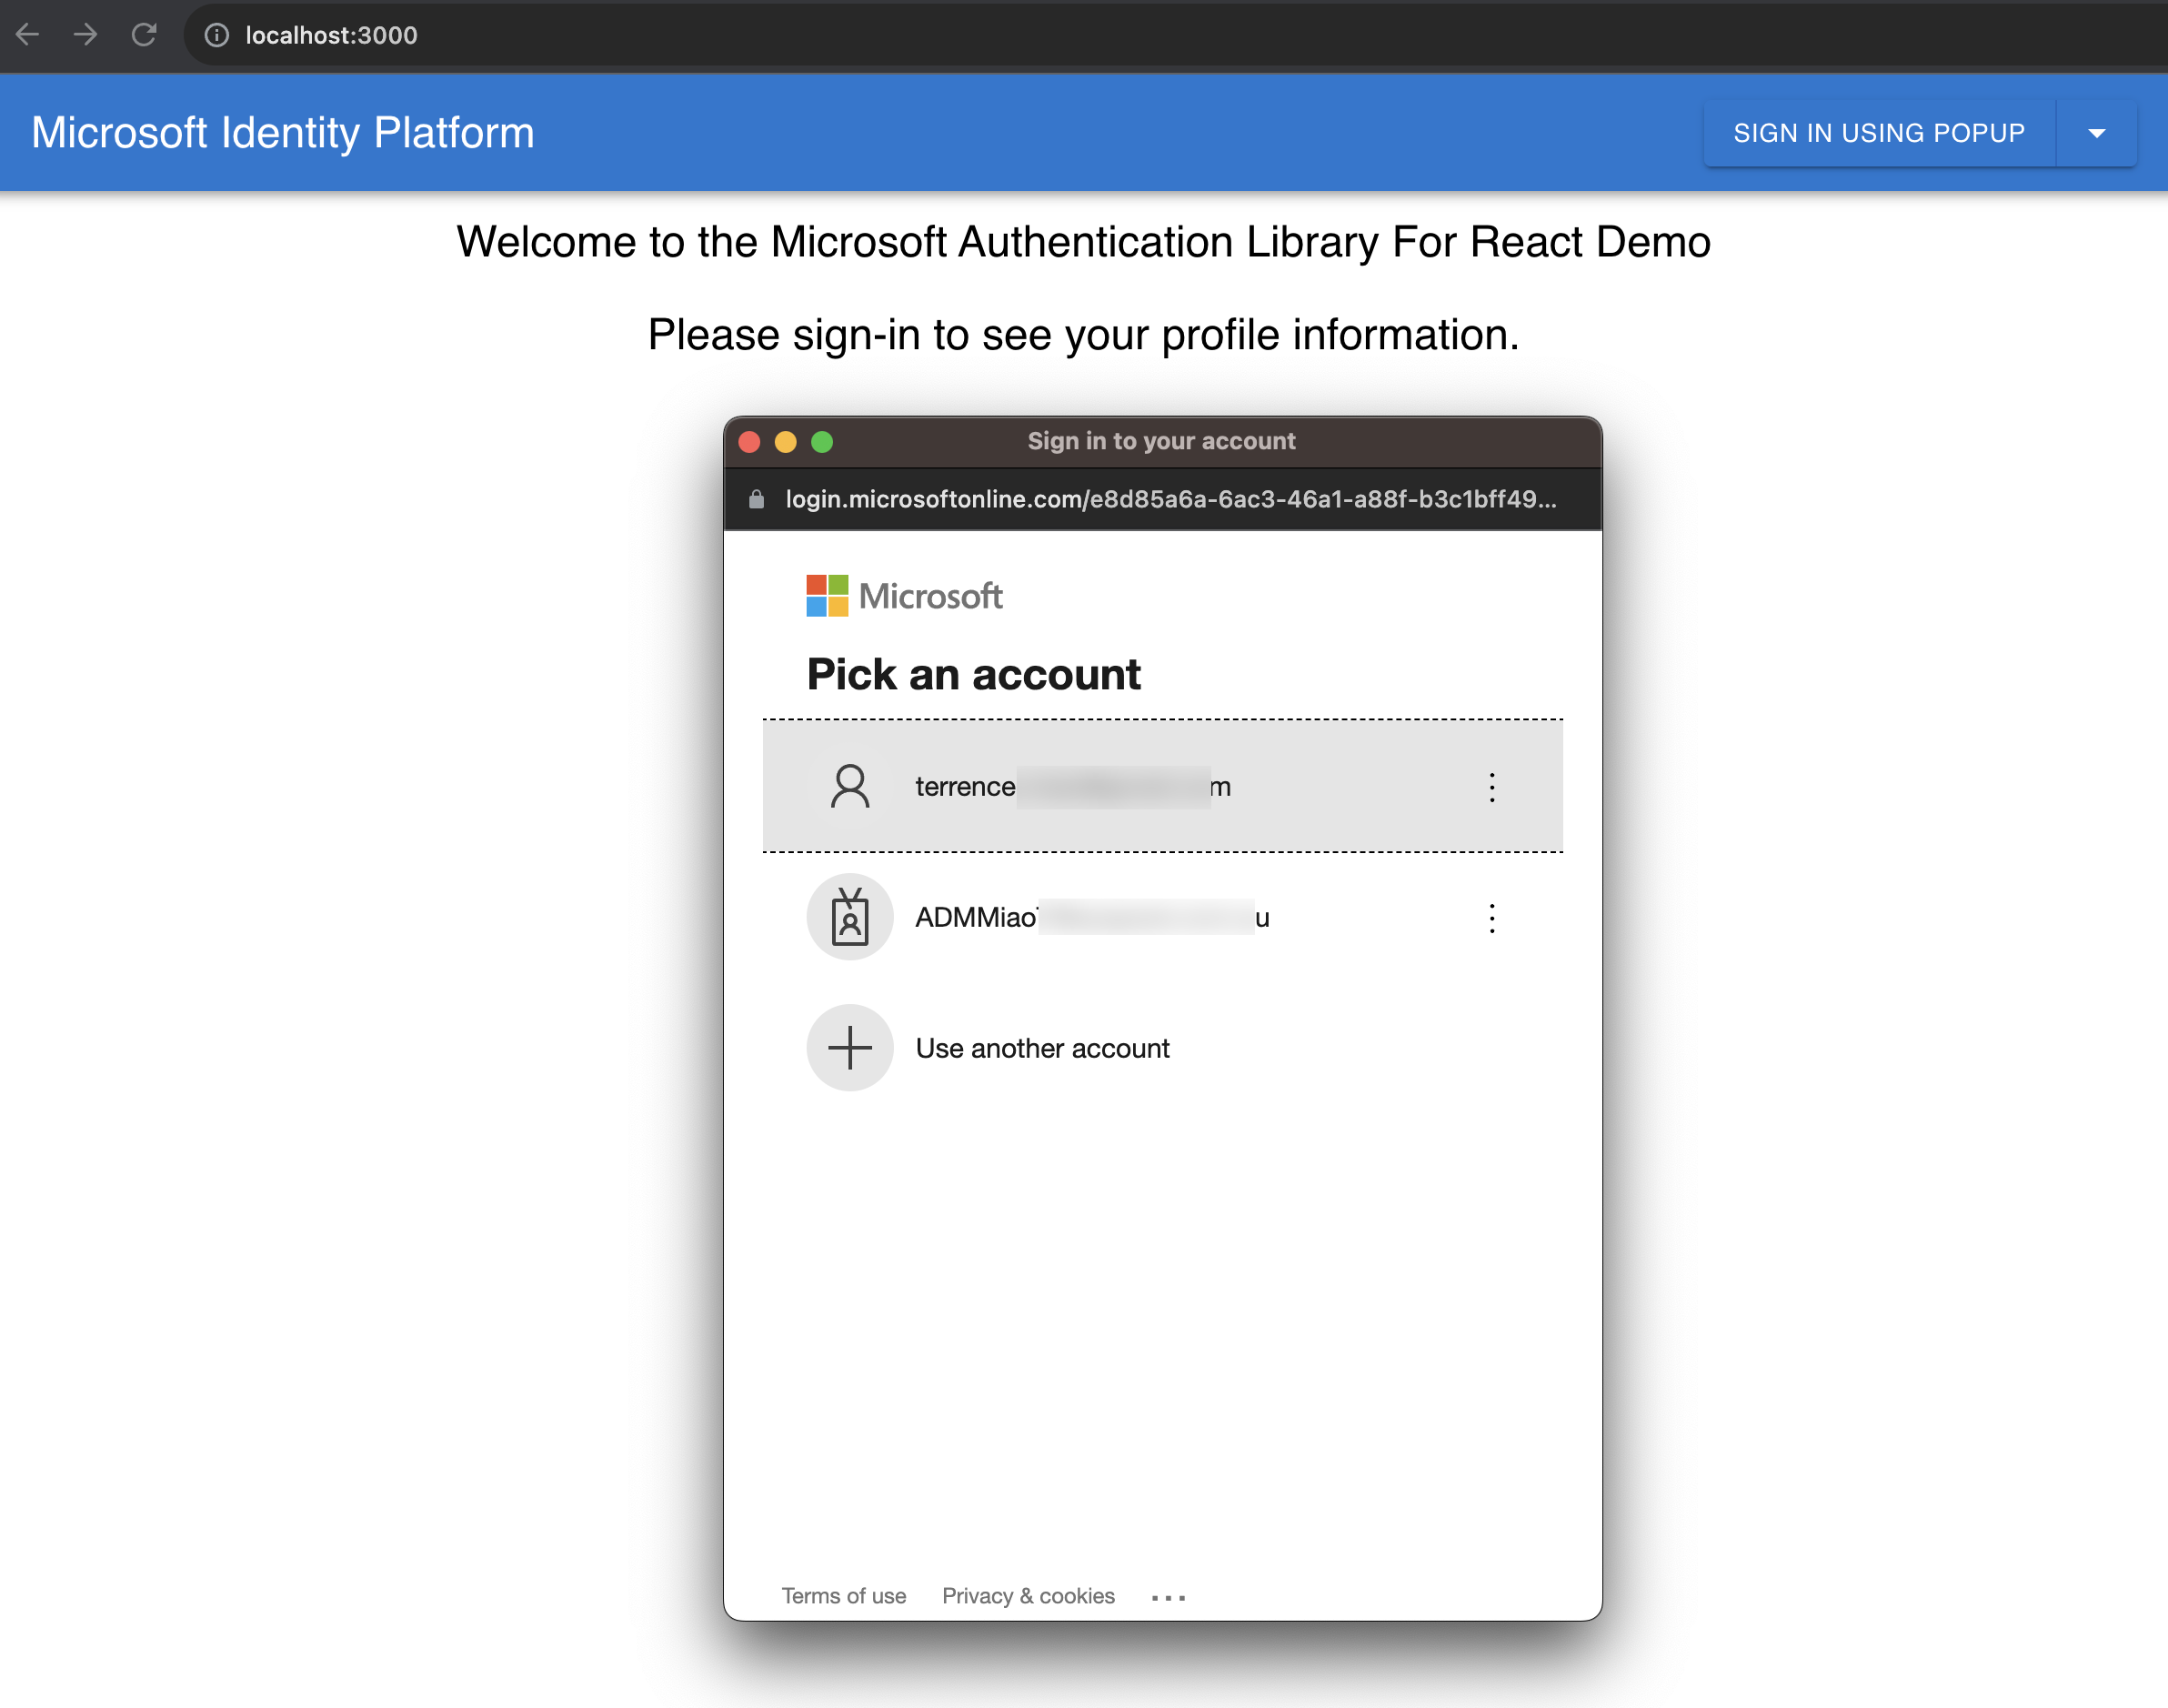 localhost:3000
Microsoft Identity Platform
SIGN IN USING POPUP
Welcome to the Microsoft Authentication Library For React Demo
Please sign-in to see your profile information.
Sign in to your account
login.microsoftonline.com/e8d85a6a-6ac3-46a1-a88f-b3c1bff49...
Microsoft
Pick an account
terrence
ADMMiao
Use another account
Terms of use Privacy & cookies ...